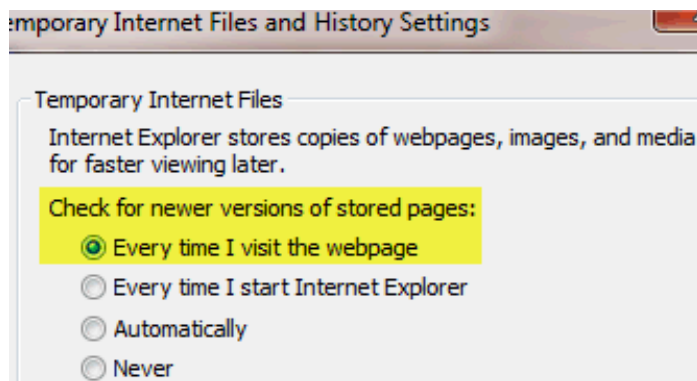 emporary Internet Files and History Settings
Temporary Internet Files
Internet Explorer stores copies of webpages, images, and media
for faster viewing later.
Check for newer versions of stored pages:
Every time I visit the webpage
Every time I start Internet Explorer
Automatically
Never